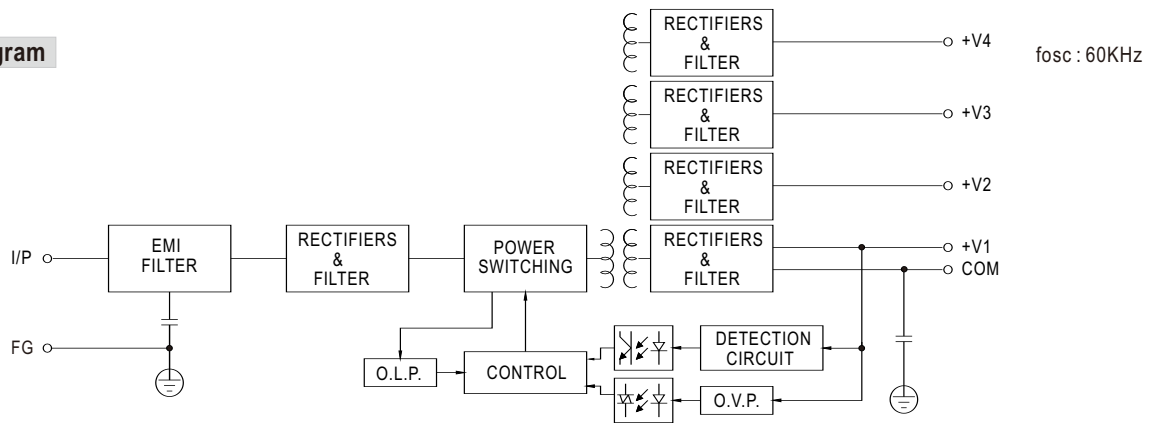 gram
fosc : 60KHz
RECTIFIERS
&
FILTER
+V4
RECTIFIERS
&
FILTER
+V3
RECTIFIERS
&
FILTER
+V2
I/P
EMI
FILTER
RECTIFIERS
&
FILTER
POWER
SWITCHING
RECTIFIERS
&
FILTER
+V1
COM
FG
O.L.P.
CONTROL
DETECTION
CIRCUIT
O.V.P.